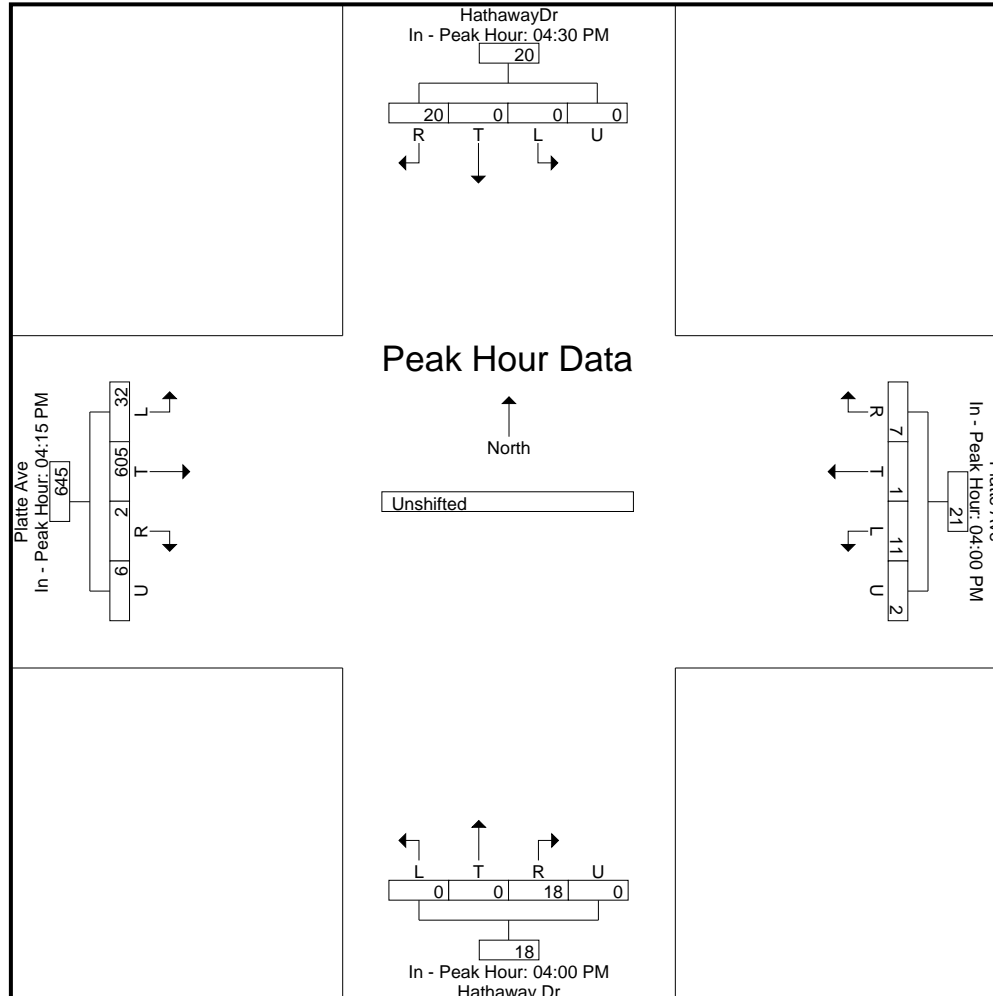 HathawayDr
In - Peak Hour: 04:30 PM
20
20 0 0 0
R T L U
Peak Hour Data
North
Unshifted
Platte Ave
In - Peak Hour: 04:15 PM
645
32 605 2 6
L T R U
In - Peak Hour: 04:00 PM
21
7 1 11 2
R T L U
L T R U
0 0 18 0
18
In - Peak Hour: 04:00 PM
Hathaway Dr